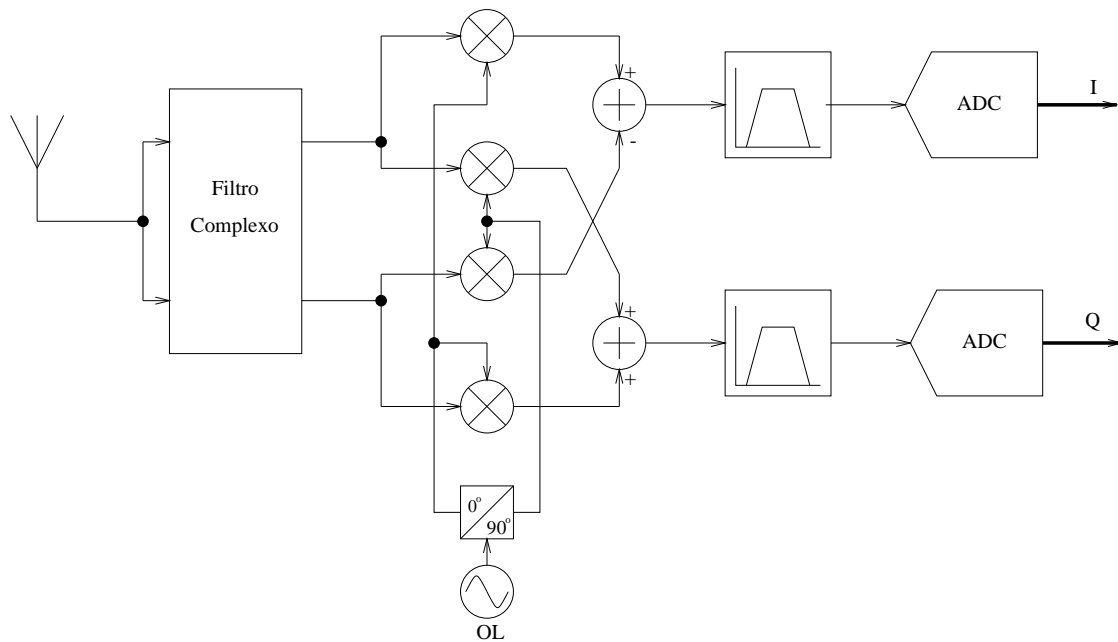 +
-
ADC
I
Filtro
Complexo
+
+
ADC
Q
0°
90°
OL